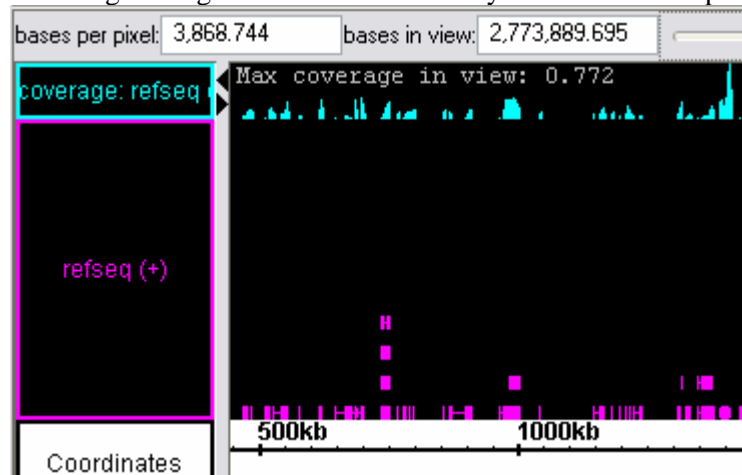 bases per pixel: 3,868.744 bases in view: 2,773,889.695
coverage: refseq
Max coverage in view: 0.772
refseq (+)
500kb 1000kb
Coordinates